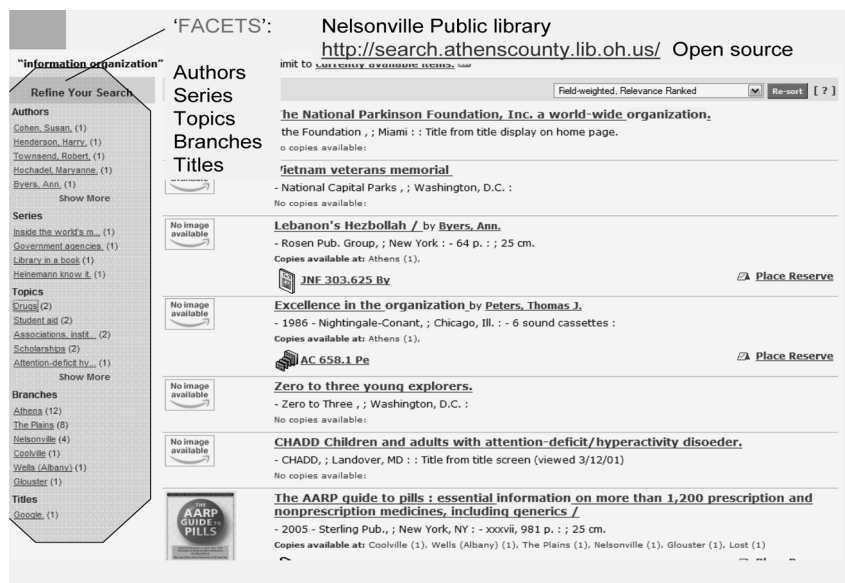 'FACETS': Nelsonville Public library
http://search.athenscounty.lib.oh.us/ Open source
Authors
Series
Topics
Branches
Titles
"information organization"
imit to currently available items.
Refine Your Search
Authors
Cohen, Susan, (1)
Henderson, Harry, (1)
Townsend, Robert, (1)
Hochadel, Maryanne. (1)
Byers, Ann. (1)
Show More
Series
Inside the world's m... (1)
Government agencies. (1)
Library in a book (1)
Heinemann know it. (1)
Topics
Drugs (2)
Student aid (2)
Associations, instit... (2)
Scholarships (2)
Attention-deficit hy... (1)
Show More
Branches
Athens (12)
The Plains (8)
Nelsonville (4)
Coolville (1)
Wells (Albany) (1)
Glouster (1)
Titles
Google. (1)
Field-weighted, Relevance Ranked Re-sort [ ? ]
he National Parkinson Foundation, Inc. a world-wide organization.
the Foundation , ; Miami : : Title from title display on home page.
o copies available:
available
Vietnam veterans memorial
- National Capital Parks , ; Washington, D.C. :
No copies available:
No image
available
Lebanon's Hezbollah / by Byers, Ann.
- Rosen Pub. Group, ; New York : - 64 p. : ; 25 cm.
Copies available at: Athens (1),
JNF 303.625 By
Place Reserve
No image
available
Excellence in the organization by Peters, Thomas J.
- 1986 - Nightingale-Conant, ; Chicago, Ill. : - 6 sound cassettes :
Copies available at: Athens (1),
AC 658.1 Pe
Place Reserve
No image
available
Zero to three young explorers.
- Zero to Three , ; Washington, D.C. :
No copies available:
No image
available
CHADD Children and adults with attention-deficit/hyperactivity disoeder.
- CHADD, ; Landover, MD : : Title from title screen (viewed 3/12/01)
No copies available:
THE
AARP
GUIDE TO
PILLS
The AARP guide to pills : essential information on more than 1,200 prescription and
nonprescription medicines, including generics /
- 2005 - Sterling Pub., ; New York, NY : - xxxvii, 981 p. : ; 25 cm.
Copies available at: Coolville (1), Wells (Albany) (1), The Plains (1), Nelsonville (1), Glouster (1), Lost (1)